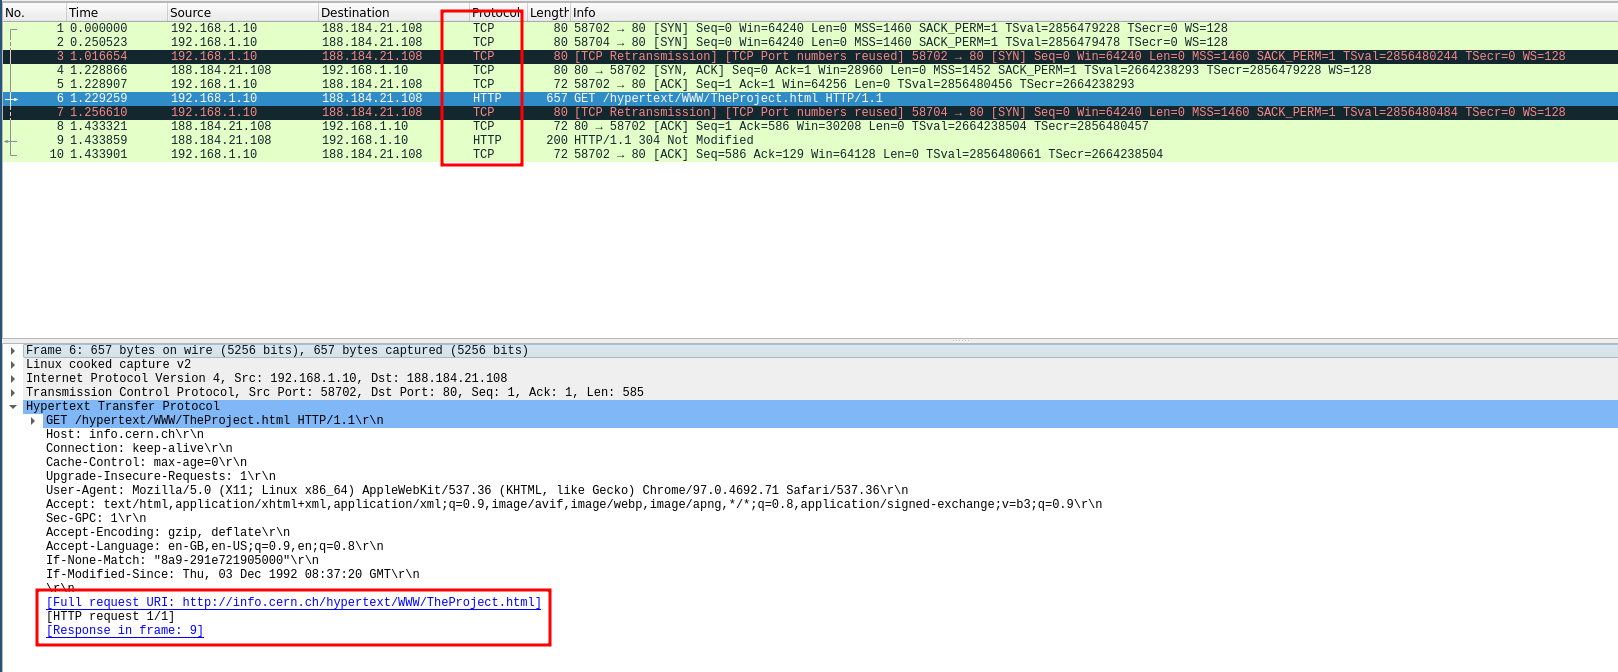 No. Time Source Destination Protocol Length Info
1 0.000000 192.168.1.10 188.184.21.108 TCP 80 58702 → 80 [SYN] Seq=0 Win=64240 Len=0 MSS=1460 SACK_PERM=1 TSval=2856479228 TSecr=0 WS=128
2 0.250523 192.168.1.10 188.184.21.108 TCP 80 58704 → 80 [SYN] Seq=0 Win=64240 Len=0 MSS=1460 SACK_PERM=1 TSval=2856479478 TSecr=0 WS=128
3 1.016654 192.168.1.10 188.184.21.108 TCP 80 [TCP Retransmission] [TCP Port numbers reused] 58702 → 80 [SYN] Seq=0 Win=64240 Len=0 MSS=1460 SACK_PERM=1 TSval=2856480244 TSecr=0 WS=128
4 1.228866 188.184.21.108 192.168.1.10 TCP 80 80 → 58702 [SYN, ACK] Seq=0 Ack=1 Win=28960 Len=0 MSS=1452 SACK_PERM=1 TSval=2664238293 TSecr=2856479228 WS=128
5 1.228907 192.168.1.10 188.184.21.108 TCP 72 58702 → 80 [ACK] Seq=1 Ack=1 Win=64256 Len=0 TSval=2856480456 TSecr=2664238293
6 1.229259 192.168.1.10 188.184.21.108 HTTP 657 GET /hypertext/WWW/TheProject.html HTTP/1.1
7 1.256610 192.168.1.10 188.184.21.108 TCP 80 [TCP Retransmission] [TCP Port numbers reused] 58704 → 80 [SYN] Seq=0 Win=64240 Len=0 MSS=1460 SACK_PERM=1 TSval=2856480484 TSecr=0 WS=128
8 1.433321 188.184.21.108 192.168.1.10 TCP 72 80 → 58702 [ACK] Seq=1 Ack=586 Win=30208 Len=0 TSval=2664238504 TSecr=2856480457
9 1.433859 188.184.21.108 192.168.1.10 HTTP 200 HTTP/1.1 304 Not Modified
10 1.433901 192.168.1.10 188.184.21.108 TCP 72 58702 → 80 [ACK] Seq=586 Ack=129 Win=64128 Len=0 TSval=2856480661 TSecr=2664238504
Frame 6: 657 bytes on wire (5256 bits), 657 bytes captured (5256 bits)
Linux cooked capture v2
Internet Protocol Version 4, Src: 192.168.1.10, Dst: 188.184.21.108
Transmission Control Protocol, Src Port: 58702, Dst Port: 80, Seq: 1, Ack: 1, Len: 585
Hypertext Transfer Protocol
GET /hypertext/WWW/TheProject.html HTTP/1.1\r\n
Host: info.cern.ch\r\n
Connection: keep-alive\r\n
Cache-Control: max-age=0\r\n
Upgrade-Insecure-Requests: 1\r\n
User-Agent: Mozilla/5.0 (X11; Linux x86_64) AppleWebKit/537.36 (KHTML, like Gecko) Chrome/97.0.4692.71 Safari/537.36\r\n
Accept: text/html,application/xhtml+xml,application/xml;q=0.9,image/avif,image/webp,image/apng,*/*;q=0.8,application/signed-exchange;v=b3;q=0.9\r\n
Sec-GPC: 1\r\n
Accept-Encoding: gzip, deflate\r\n
Accept-Language: en-GB,en-US;q=0.9,en;q=0.8\r\n
If-None-Match: "8a9-291e721905000"\r\n
If-Modified-Since: Thu, 03 Dec 1992 08:37:20 GMT\r\n
\r\n
[Full request URI: http://info.cern.ch/hypertext/WWW/TheProject.html]
[HTTP request 1/1]
[Response in frame: 9]